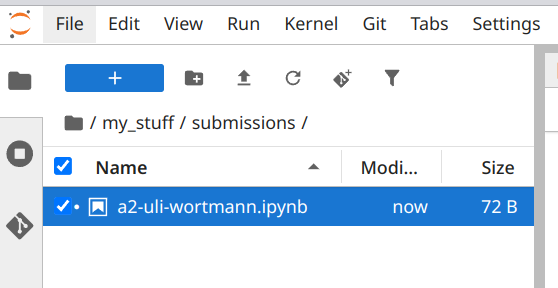 File Edit View Run Kernel Git Tabs Settings
+
/ my_stuff / submissions /
Name Modi... Size
a2-uli-wortmann.ipynb now 72 B